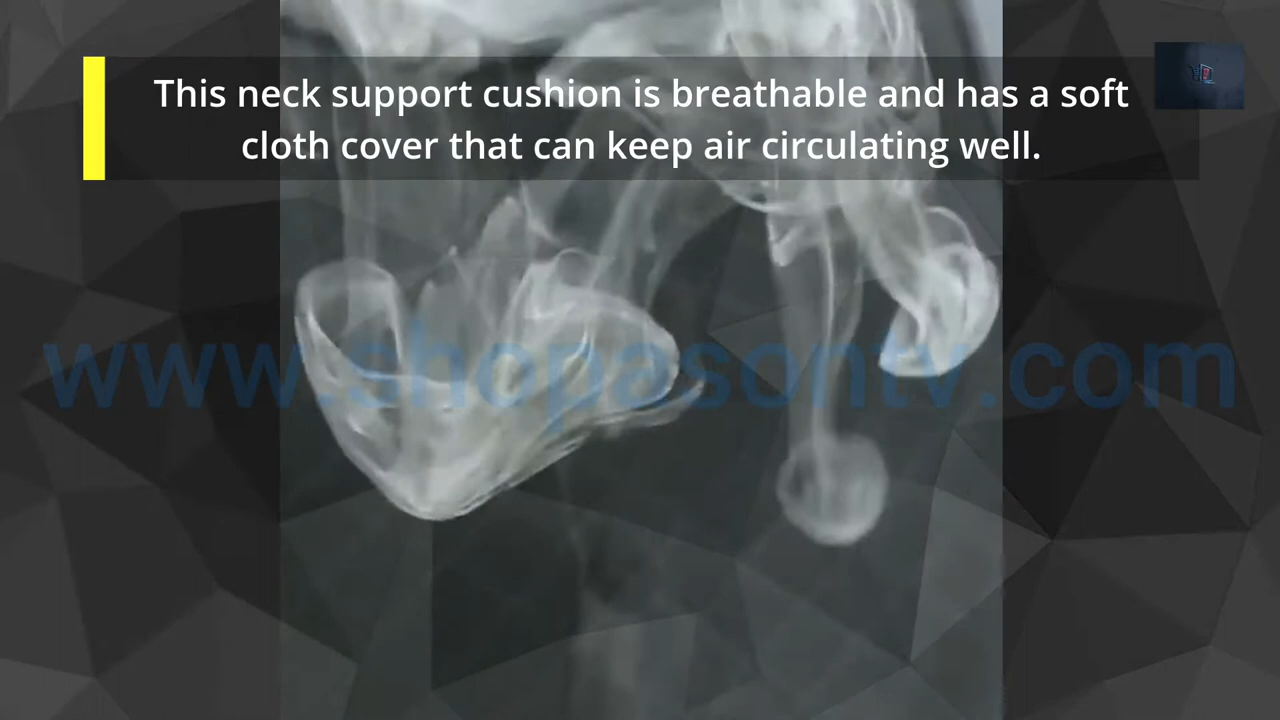 This neck support cushion is breathable and has a soft
cloth cover that can keep air circulating well.
www.shopasontv.com